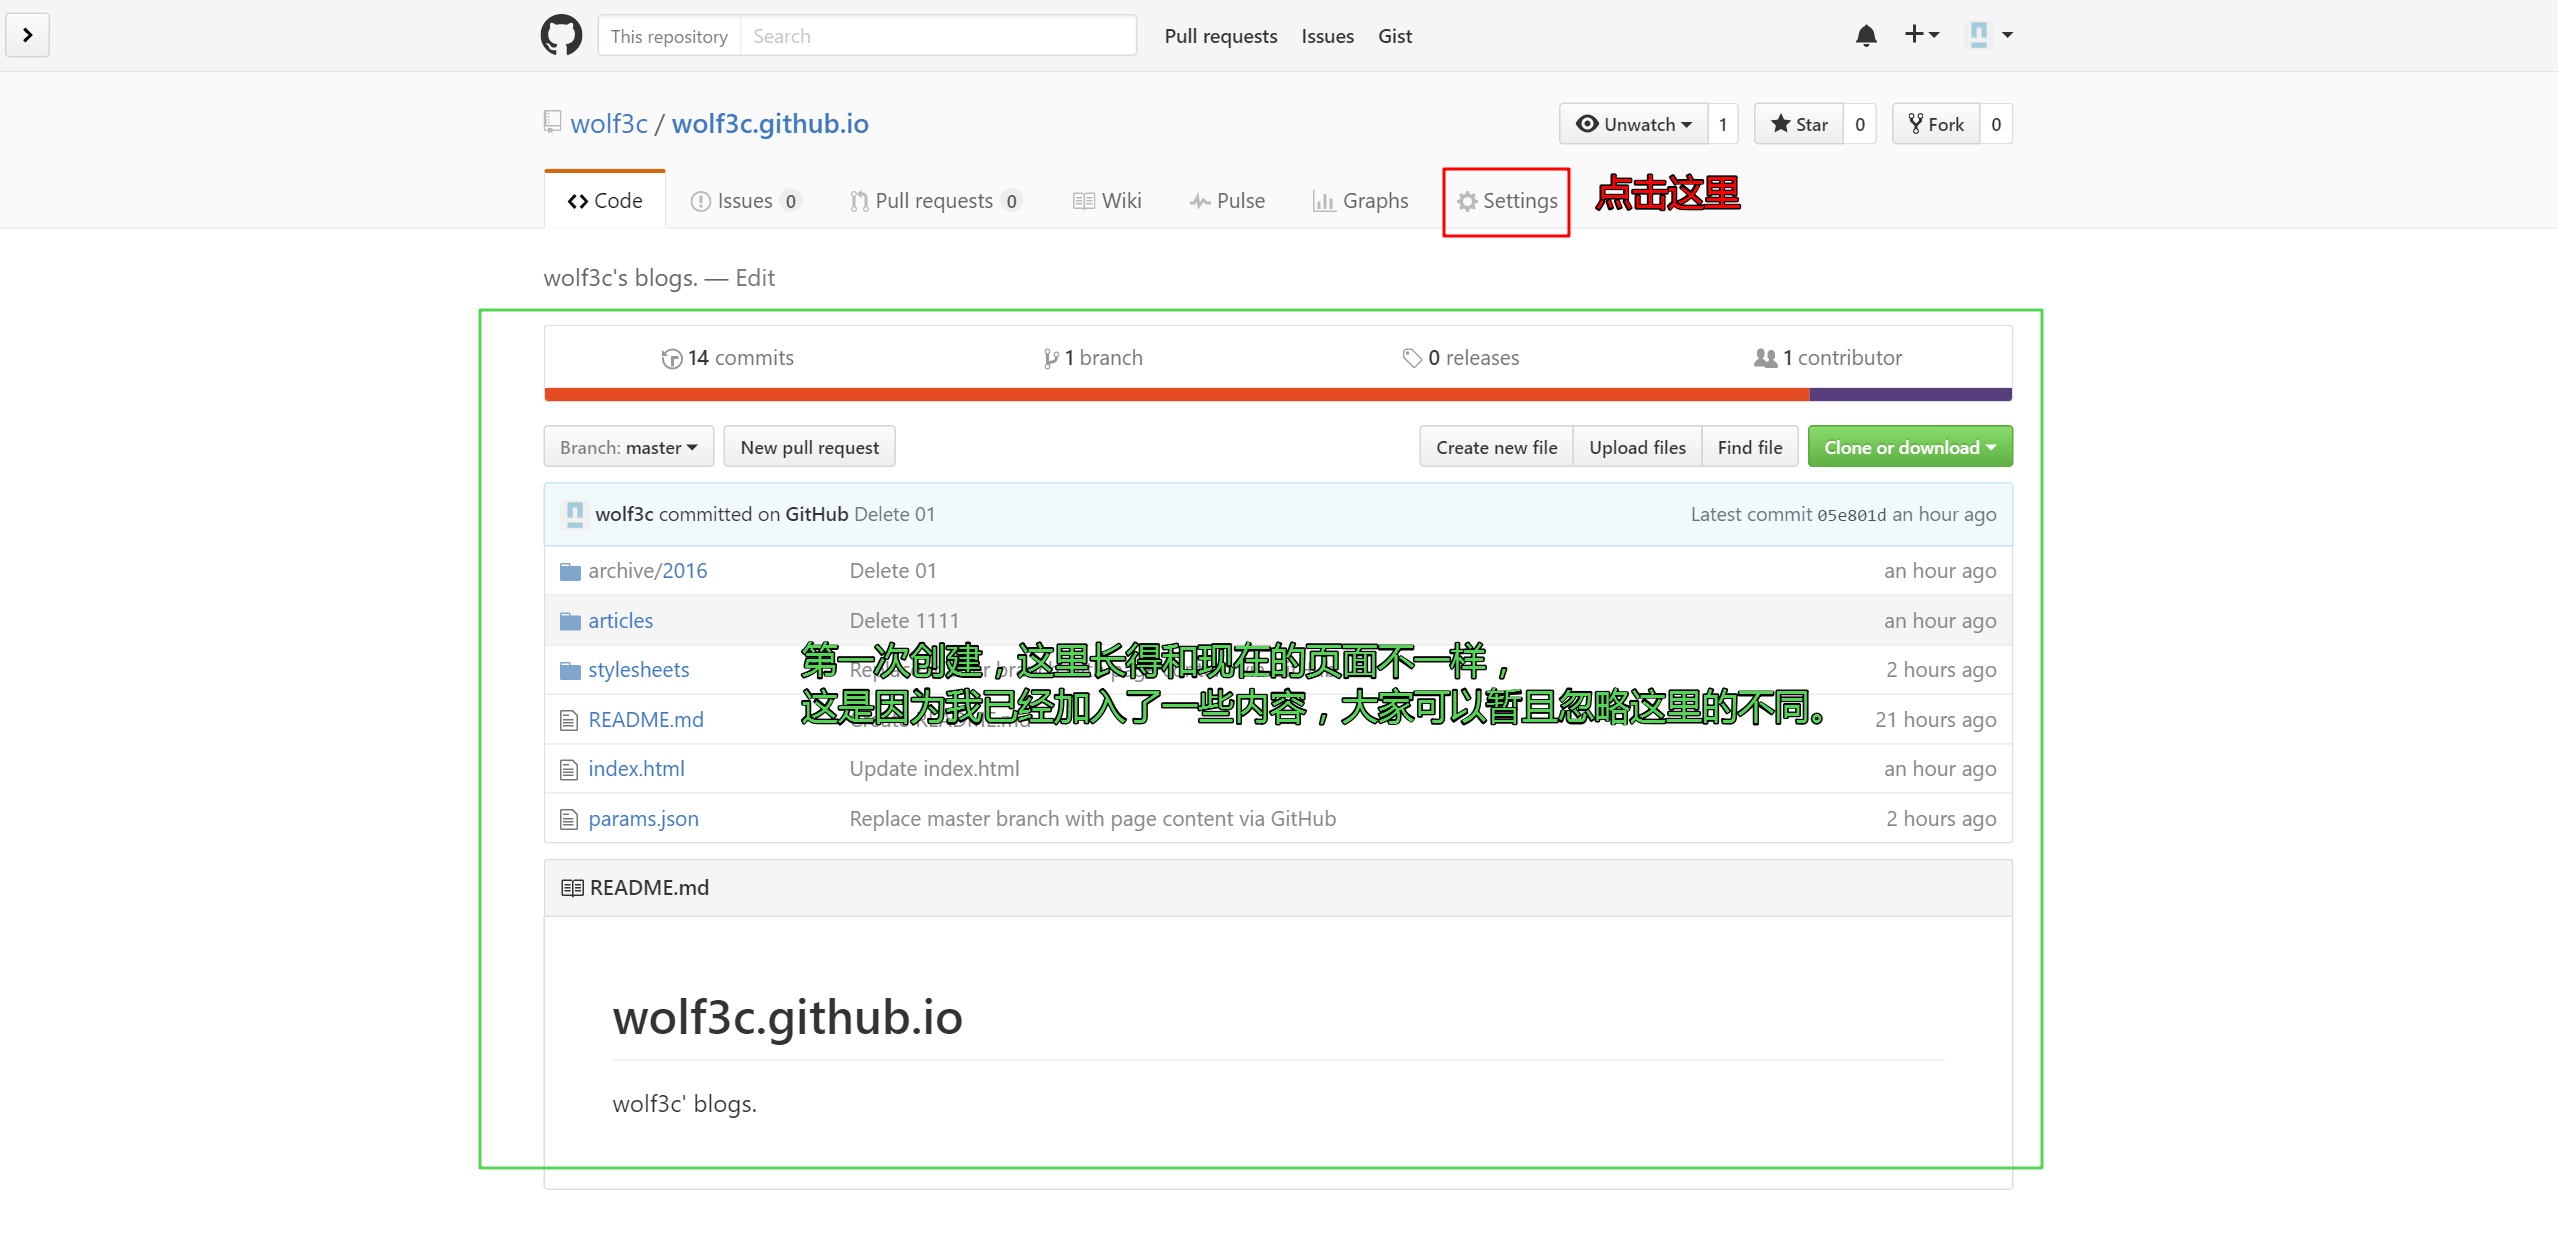 This repository Search Pull requests Issues Gist
wolf3c / wolf3c.github.io Unwatch 1 Star 0 Fork 0
Code Issues 0 Pull requests 0 Wiki Pulse Graphs Settings 点击这里
wolf3c's blogs. — Edit
14 commits 1 branch 0 releases 1 contributor
Branch: master New pull request Create new file Upload files Find file Clone or download
wolf3c committed on GitHub Delete 01 Latest commit 05e801d an hour ago
archive/2016 Delete 01 an hour ago
articles Delete 1111 an hour ago
第一次创建，这里长得和现在的页面不一样，
stylesheets 2 hours ago
这是因为我已经加入了一些内容，大家可以暂且忽略这里的不同。
README.md 21 hours ago
index.html Update index.html an hour ago
params.json Replace master branch with page content via GitHub 2 hours ago
README.md
wolf3c.github.io
wolf3c' blogs.